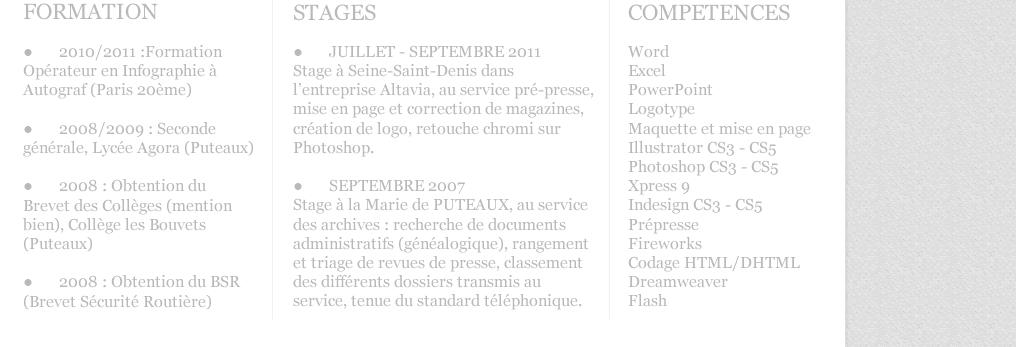 FORMATION
● 2010/2011 :Formation
Opérateur en Infographie à
Autograf (Paris 20ème)
● 2008/2009 : Seconde
générale, Lycée Agora (Puteaux)
● 2008 : Obtention du
Brevet des Collèges (mention
bien), Collège les Bouvets
(Puteaux)
● 2008 : Obtention du BSR
(Brevet Sécurité Routière)
STAGES
● JUILLET - SEPTEMBRE 2011
Stage à Seine-Saint-Denis dans
l’entreprise Altavia, au service pré-presse,
mise en page et correction de magazines,
création de logo, retouche chromi sur
Photoshop.
● SEPTEMBRE 2007
Stage à la Marie de PUTEAUX, au service
des archives : recherche de documents
administratifs (généalogique), rangement
et triage de revues de presse, classement
des différents dossiers transmis au
service, tenue du standard téléphonique.
COMPETENCES
Word
Excel
PowerPoint
Logotype
Maquette et mise en page
Illustrator CS3 - CS5
Photoshop CS3 - CS5
Xpress 9
Indesign CS3 - CS5
Prépresse
Fireworks
Codage HTML/DHTML
Dreamweaver
Flash